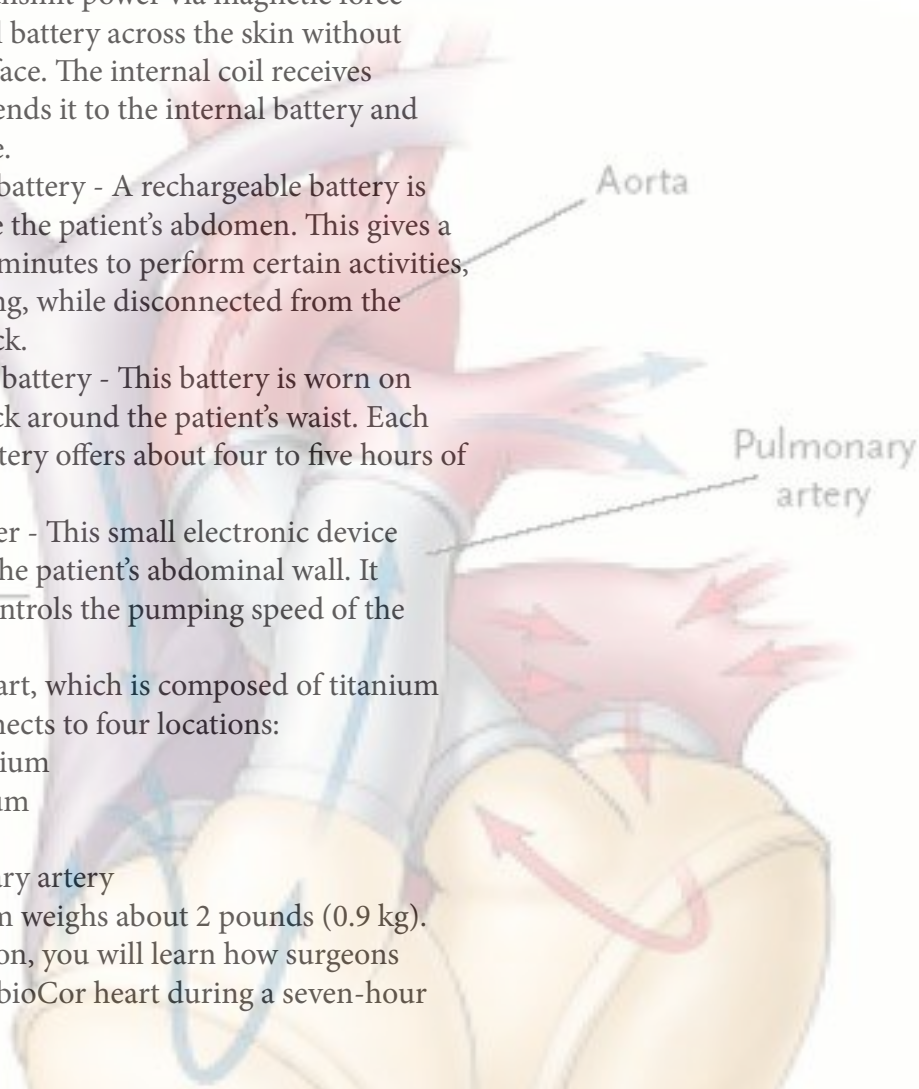 nsmit power via magnetic force
battery across the skin without
face. The internal coil receives
ends it to the internal battery and
e.
battery - A rechargeable battery is
e the patient's abdomen. This gives a
minutes to perform certain activities,
ng, while disconnected from the
ck.
battery - This battery is worn on
ck around the patient's waist. Each
tery offers about four to five hours of
er - This small electronic device
he patient's abdominal wall. It
ntrols the pumping speed of the
art, which is composed of titanium
nects to four locations:
ium
um
ary artery
m weighs about 2 pounds (0.9 kg).
on, you will learn how surgeons
bioCor heart during a seven-hour
Aorta
Pulmonary
artery